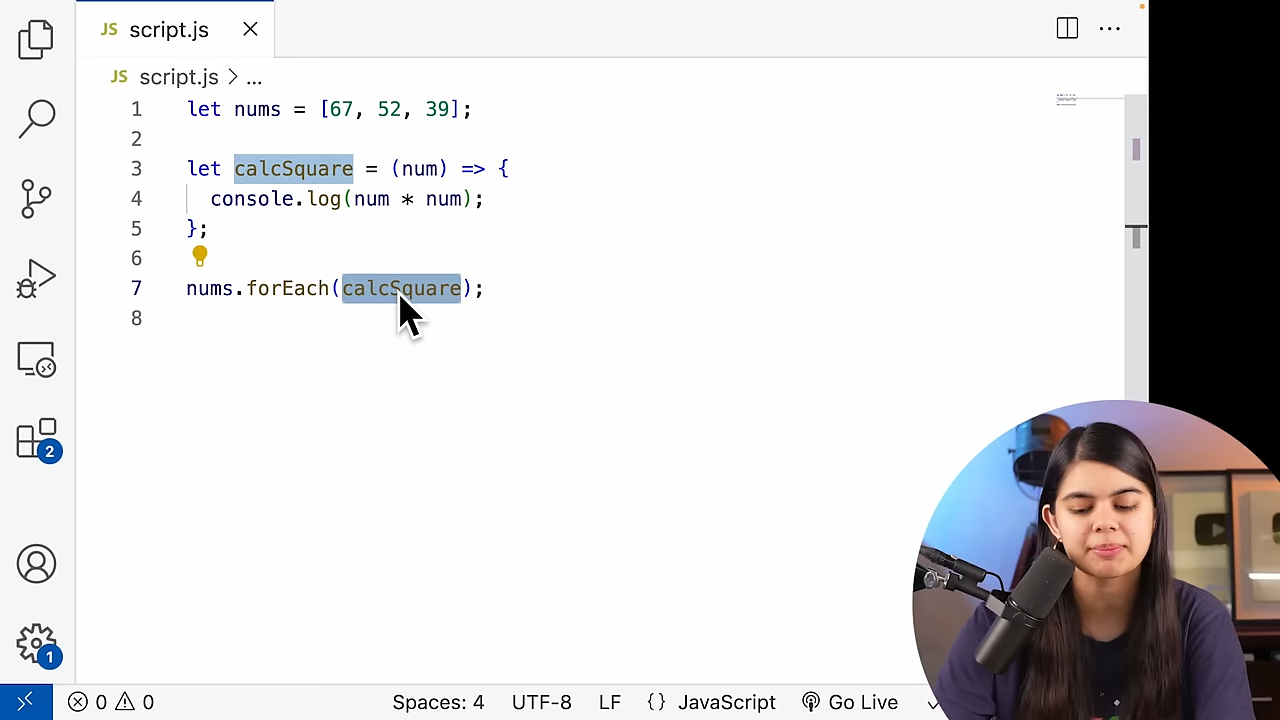 JS script.js
JS script.js > ...
1 let nums = [67, 52, 39];
2
3 let calcSquare = (num) => {
4 console.log(num * num);
5 };
6
7 nums.forEach(calcSquare);
8
2
1
0 0
Spaces: 4 UTF-8 LF {} JavaScript Go Live